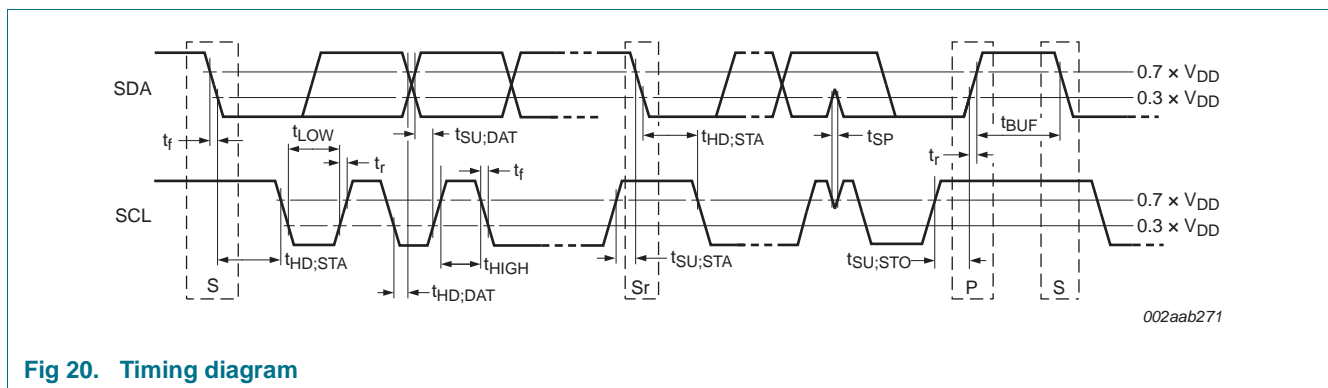 SDA
0.7 × VDD
0.3 × VDD
tf
tLOW
tr
tSU;DAT
tf
tHD;STA
tSP
tr
tBUF
SCL
0.7 × VDD
0.3 × VDD
S
tHD;STA
tHD;DAT
tHIGH
Sr
tSU;STA
tSU;STO
P
S
002aab271
Fig 20. Timing diagram